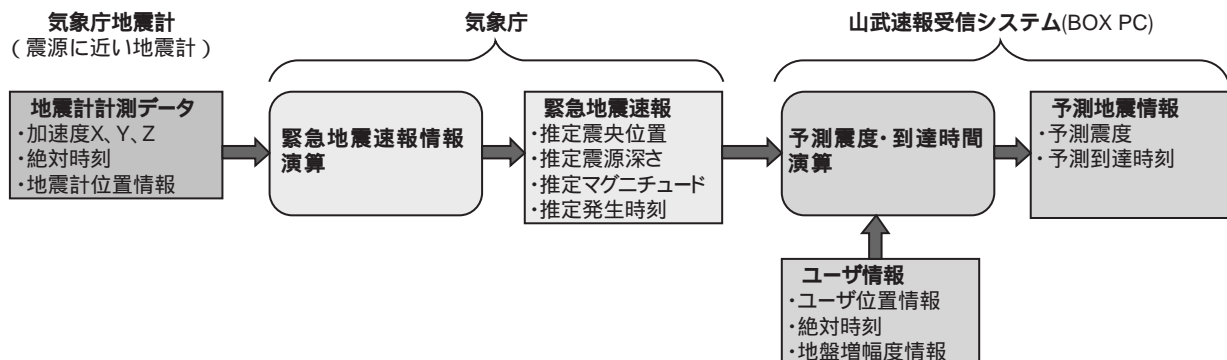 気象庁地震計
(震源に近い地震計)
気象庁
山武速報受信システム(BOX PC)
地震計計測データ
・加速度X、Y、Z
・絶対時刻
・地震計位置情報
緊急地震速報情報
演算
緊急地震速報
・推定震央位置
・推定震源深さ
・推定マグニチュード
・推定発生時刻
予測震度・到達時間
演算
予測地震情報
・予測震度
・予測到達時刻
ユーザ情報
・ユーザ位置情報
・絶対時刻
・地盤増幅度情報